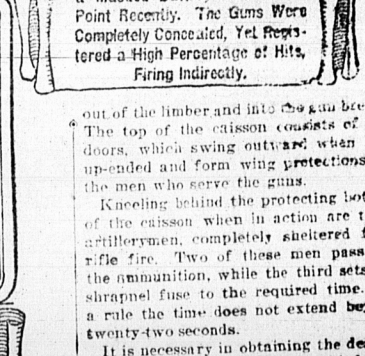 Point Recently. The Guns Were
Completely Concealed, Yet Regis-
tered a High Percentage of Hits,
Firing Indirectly.
out of the limber and into the gun bre
The top of the caisson consists of
doors, which swing outward when
up-ended and form wing protections
the men who serve the guns.
Kneeling behind the protecting bot
of the caisson when in action are t
artillerymen, completely sheltered f
rifle fire. Two of these men pass
the ammunition, while the third sets
shrapnel fuse to the required time.
a rule the time does not extend bey
twenty-two seconds.
It is necessary in obtaining the de